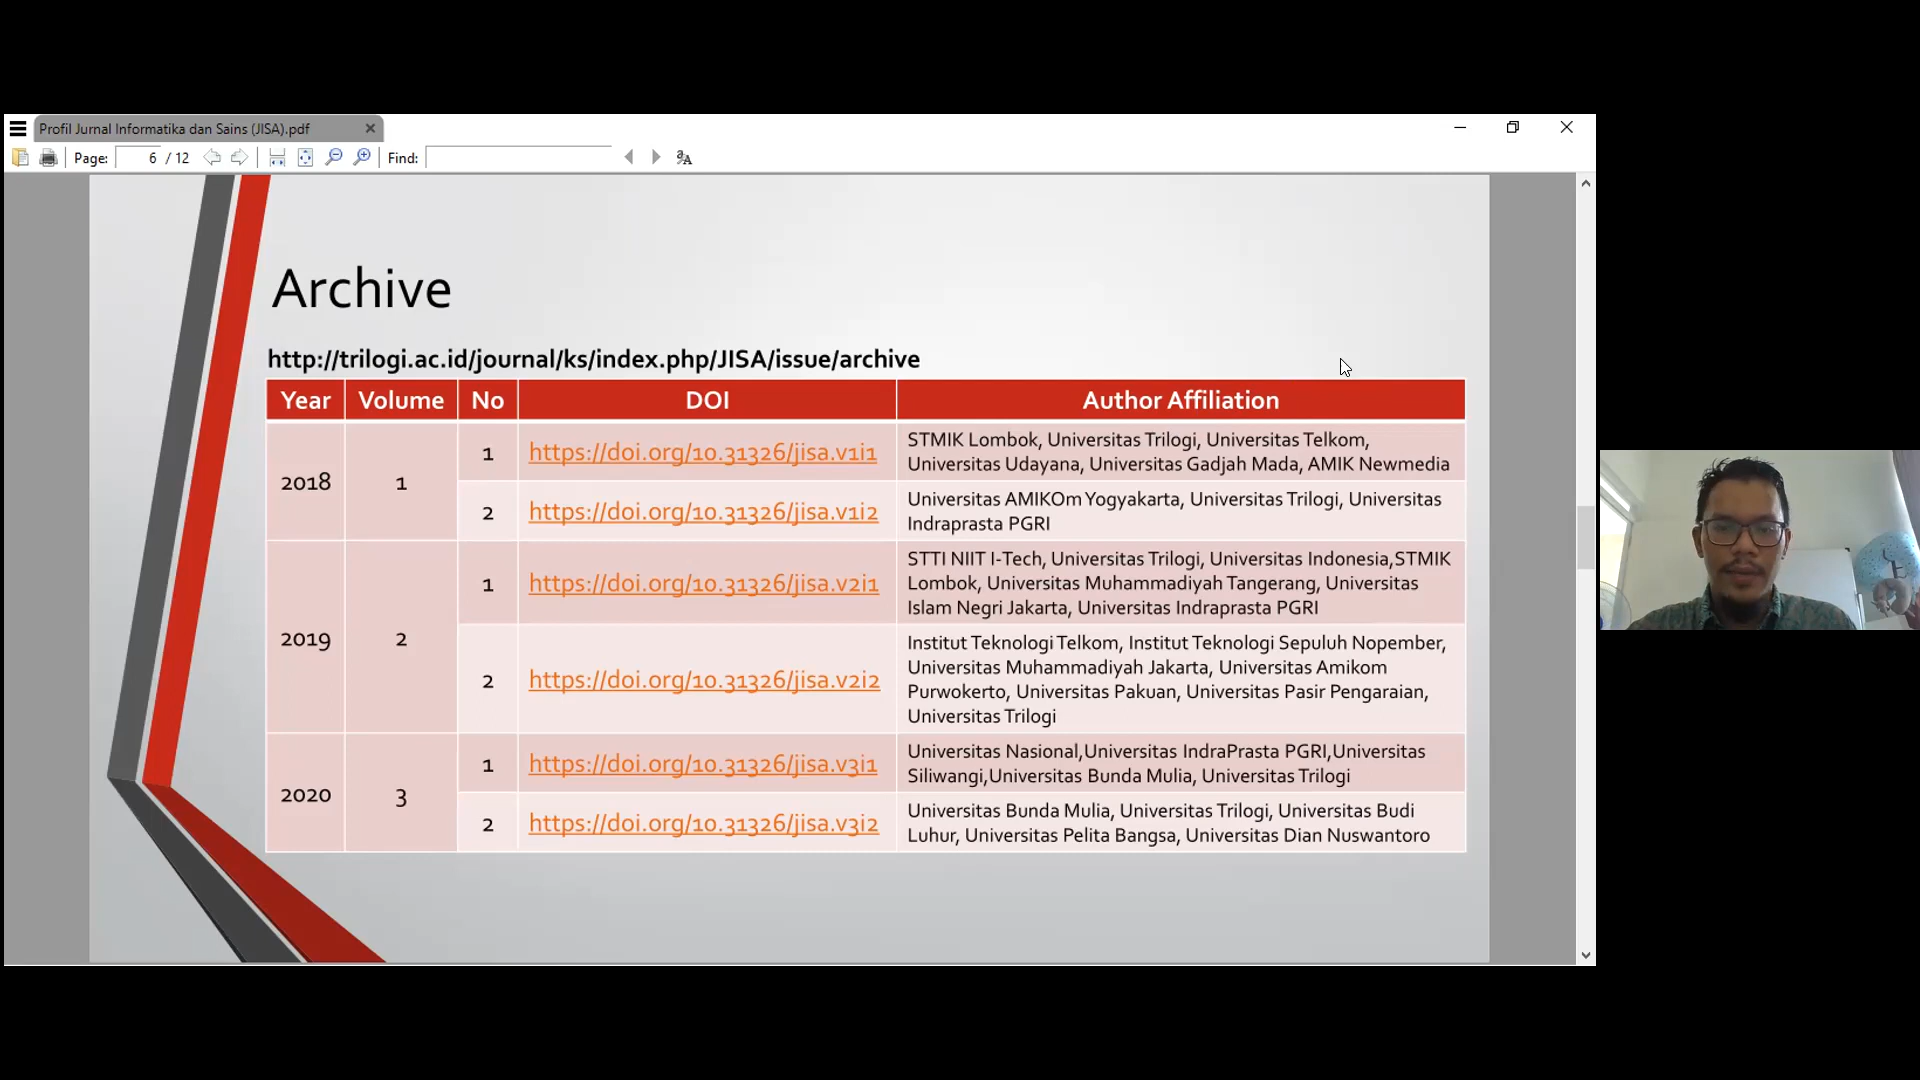 Profil Jurnal Informatika dan Sains (JISA).pdf
Page: 6 / 12 Find:
Archive
http://trilogi.ac.id/journal/ks/index.php/JISA/issue/archive
Year Volume No DOI Author Affiliation
2018 1
1 https://doi.org/10.31326/jisa.v1i1
STMIK Lombok, Universitas Trilogi, Universitas Telkom,
Universitas Udayana, Universitas Gadjah Mada, AMIK Newmedia
2 https://doi.org/10.31326/jisa.v1i2
Universitas AMIKOm Yogyakarta, Universitas Trilogi, Universitas
Indraprasta PGRI
2019 2
1 https://doi.org/10.31326/jisa.v2i1
STTI NIIT I-Tech, Universitas Trilogi, Universitas Indonesia,STMIK
Lombok, Universitas Muhammadiyah Tangerang, Universitas
Islam Negri Jakarta, Universitas Indraprasta PGRI
2 https://doi.org/10.31326/jisa.v2i2
Institut Teknologi Telkom, Institut Teknologi Sepuluh Nopember,
Universitas Muhammadiyah Jakarta, Universitas Amikom
Purwokerto, Universitas Pakuan, Universitas Pasir Pengaraian,
Universitas Trilogi
2020 3
1 https://doi.org/10.31326/jisa.v3i1
Universitas Nasional,Universitas IndraPrasta PGRI,Universitas
Siliwangi,Universitas Bunda Mulia, Universitas Trilogi
2 https://doi.org/10.31326/jisa.v3i2
Universitas Bunda Mulia, Universitas Trilogi, Universitas Budi
Luhur, Universitas Pelita Bangsa, Universitas Dian Nuswantoro